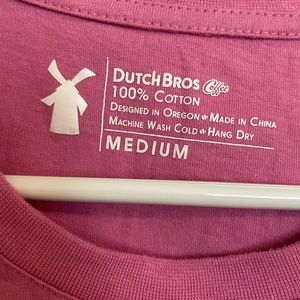 DUTCH BROS Coffee
100% COTTON
DESIGNED IN OREGON MADE IN CHINA
MACHINE WASH COLD HANG DRY
MEDIUM